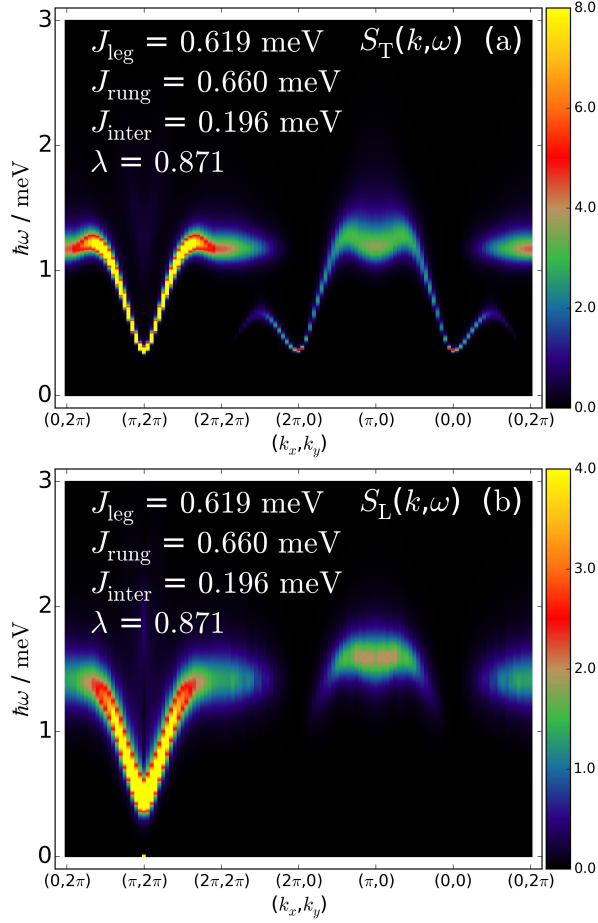 J_leg = 0.619 meV S_T(k,ω) (a)
J_rung = 0.660 meV
J_inter = 0.196 meV
λ = 0.871
3
2
1
0
ħω / meV
8.0
6.0
4.0
2.0
0.0
(0,2π) (π,2π) (2π,2π) (2π,0) (π,0) (0,0) (0,2π)
(k_x,k_y)
J_leg = 0.619 meV S_L(k,ω) (b)
J_rung = 0.660 meV
J_inter = 0.196 meV
λ = 0.871
3
2
1
0
ħω / meV
4.0
3.0
2.0
1.0
0.0
(0,2π) (π,2π) (2π,2π) (2π,0) (π,0) (0,0) (0,2π)
(k_x,k_y)